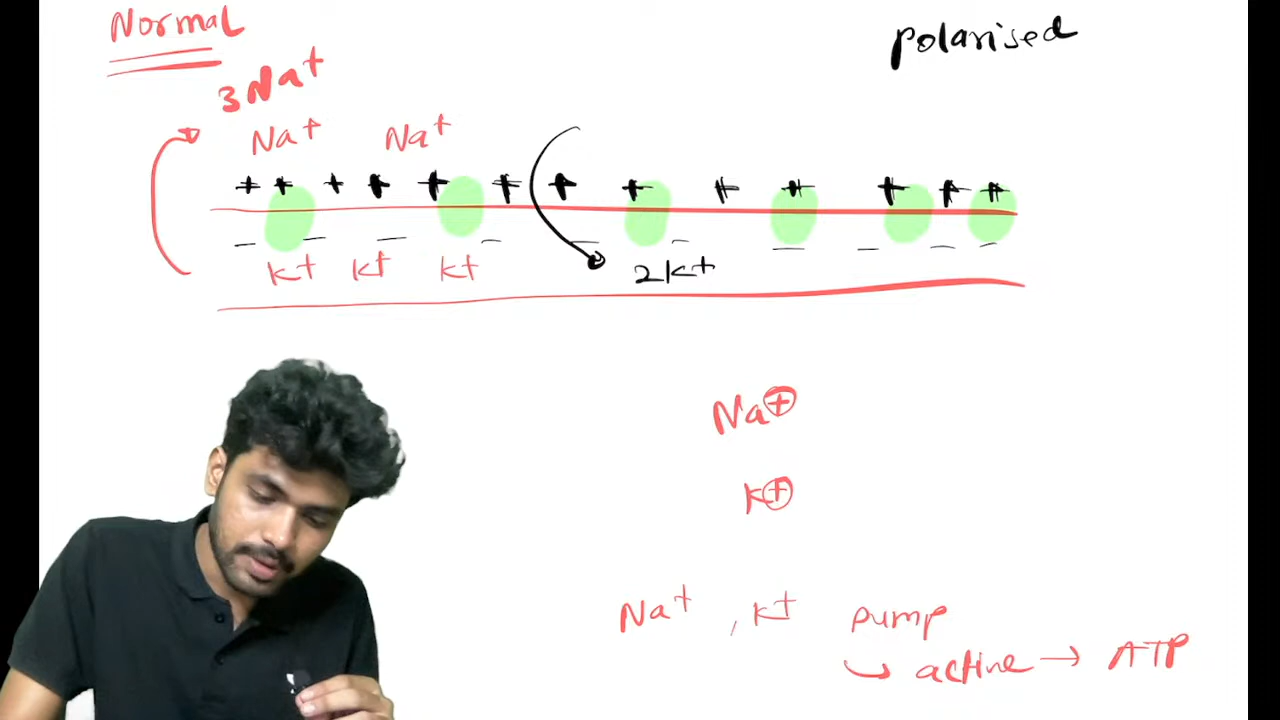 Normal
polarised
3Na+
Na+ Na+
+ + + + + + + + + + + + +
– – – – – – – – – –
K+ K+ K+ 2K+
Na+
K+
Na+, K+ pump
↳ active → ATP